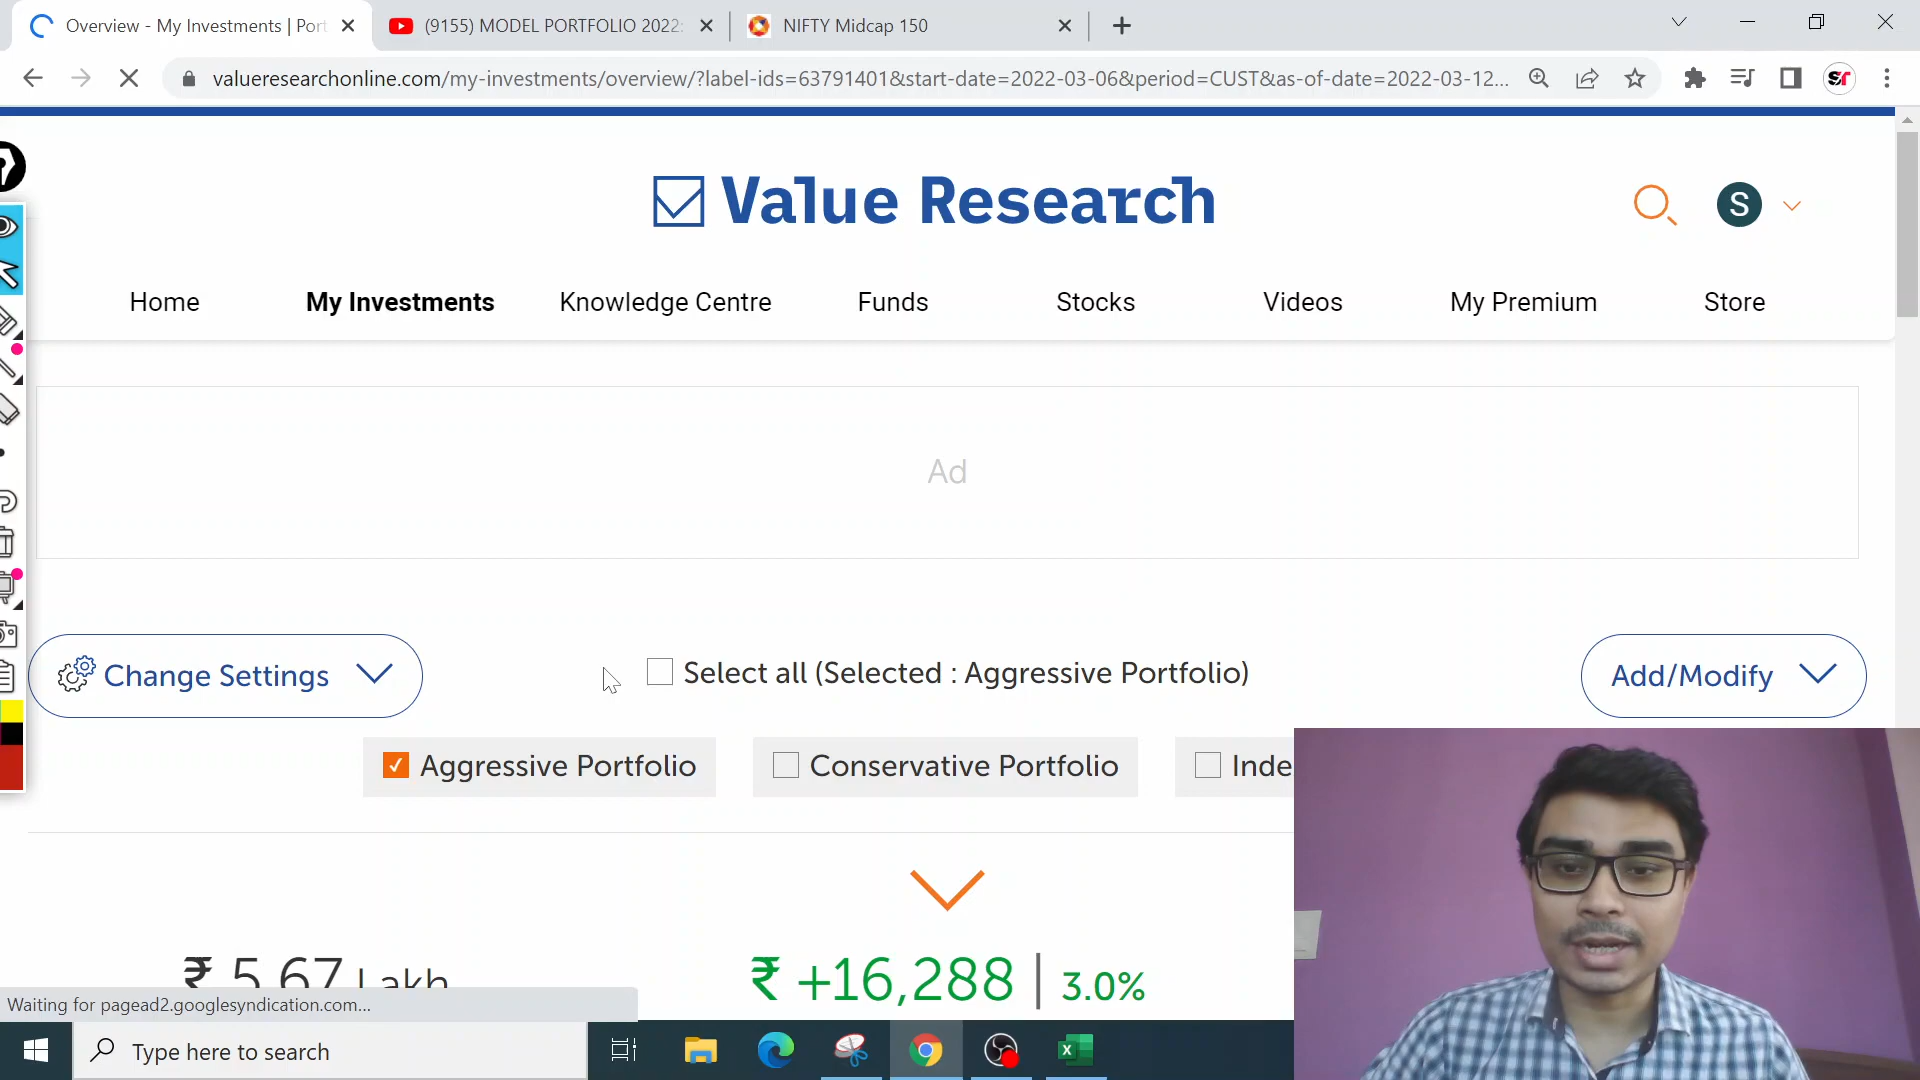 Overview - My Investments | Port
(9155) MODEL PORTFOLIO 2022:
NIFTY Midcap 150
valueresearchonline.com/my-investments/overview/?label-ids=63791401&start-date=2022-03-06&period=CUST&as-of-date=2022-03-12...
Value Research
S
Home
My Investments
Knowledge Centre
Funds
Stocks
Videos
My Premium
Store
Ad
Change Settings
Select all (Selected : Aggressive Portfolio)
Add/Modify
Aggressive Portfolio
Conservative Portfolio
Inde
₹ 5.67 Lakh
₹ +16,288 | 3.0%
Waiting for pagead2.googlesyndication.com...
Type here to search